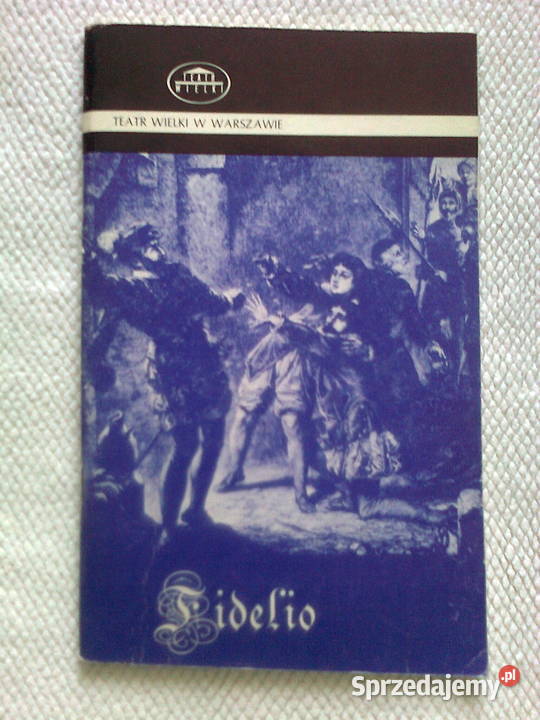 TEATR
WIELKI
TEATR WIELKI W WARSZAWIE
Fidelio
Sprzedajemy.pl